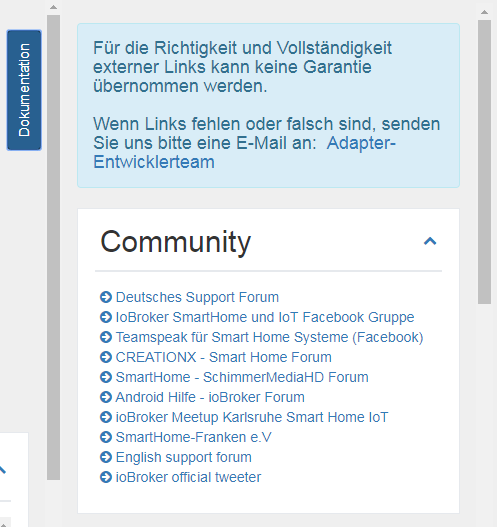 Dokumentation
Für die Richtigkeit und Vollständigkeit
externer Links kann keine Garantie
übernommen werden.
Wenn Links fehlen oder falsch sind, senden
Sie uns bitte eine E-Mail an:  Adapter-
Entwicklerteam
Community
Deutsches Support Forum
IoBroker SmartHome und IoT Facebook Gruppe
Teamspeak für Smart Home Systeme (Facebook)
CREATIONX - Smart Home Forum
SmartHome - SchimmerMediaHD Forum
Android Hilfe - ioBroker Forum
ioBroker Meetup Karlsruhe Smart Home IoT
SmartHome-Franken e.V
English support forum
ioBroker official tweeter